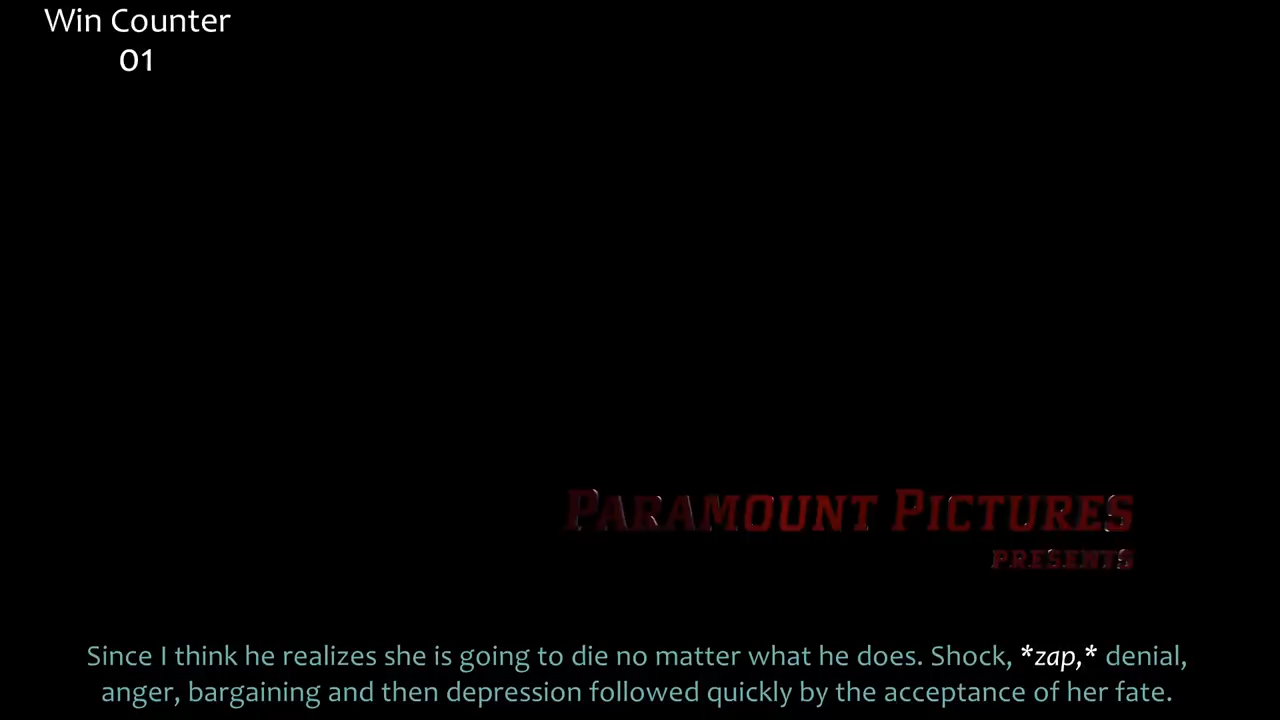 Win Counter
01
PARAMOUNT PICTURES
PRESENTS
Since I think he realizes she is going to die no matter what he does. Shock, *zap,* denial,
anger, bargaining and then depression followed quickly by the acceptance of her fate.